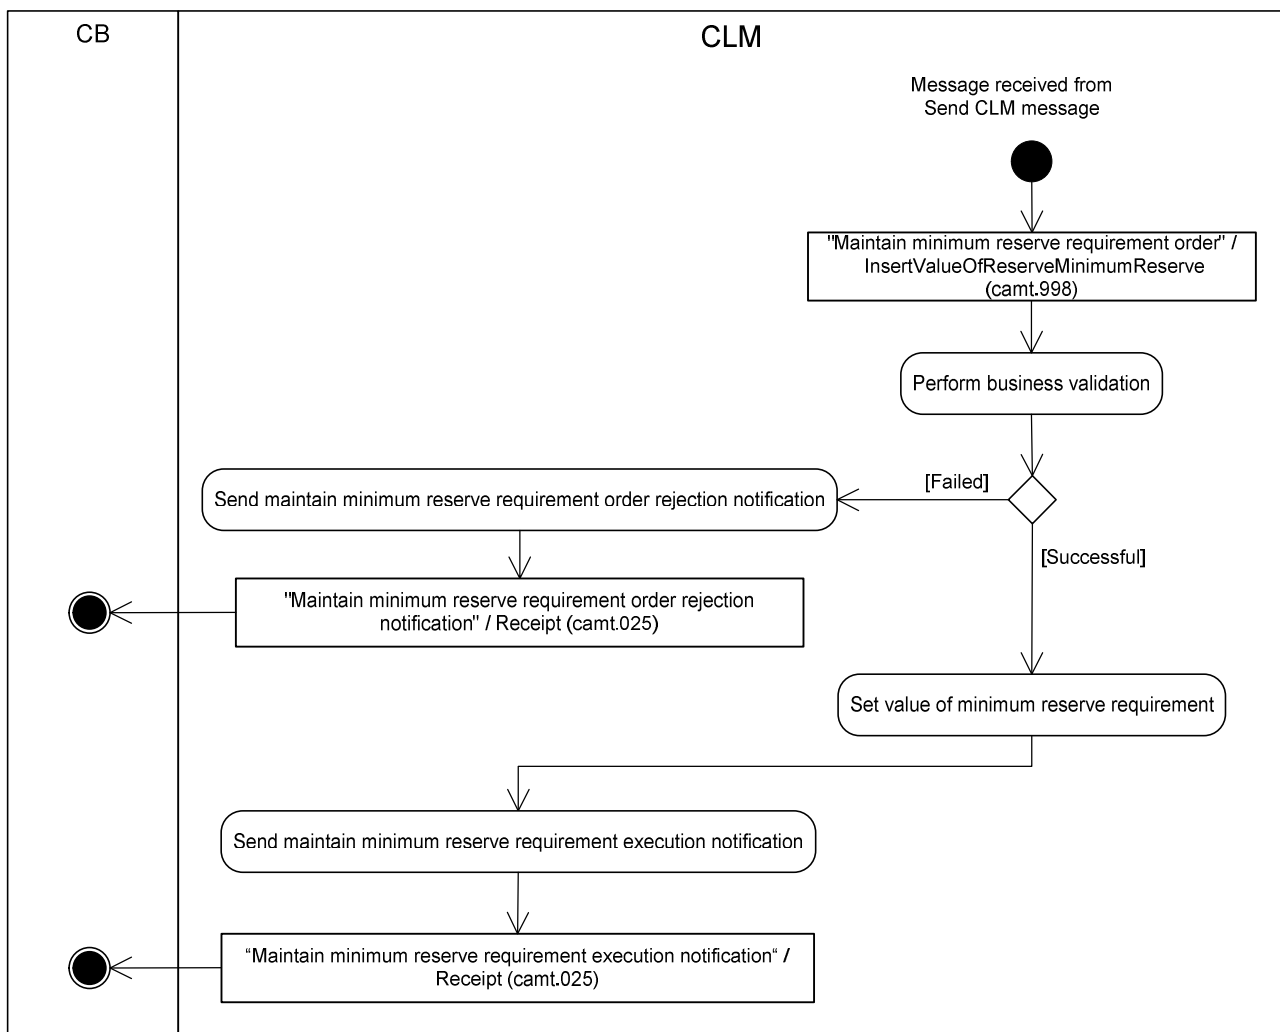 CB
CLM
Message received from
Send CLM message
"Maintain minimum reserve requirement order" /
InsertValueOfReserveMinimumReserve
(camt.998)
Perform business validation
[Failed]
Send maintain minimum reserve requirement order rejection notification
[Successful]
"Maintain minimum reserve requirement order rejection
notification" / Receipt (camt.025)
Set value of minimum reserve requirement
Send maintain minimum reserve requirement execution notification
“Maintain minimum reserve requirement execution notification“ /
Receipt (camt.025)